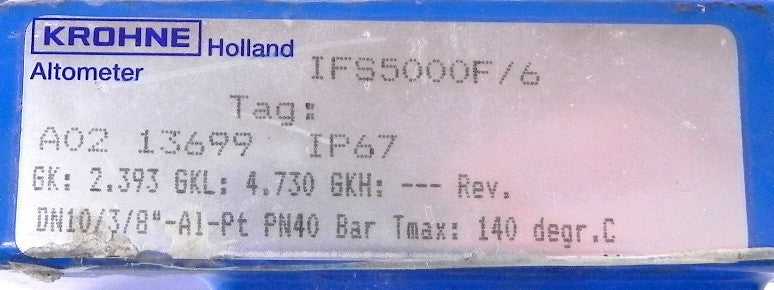 KROHNE Holland
Altometer IFS5000F/6
Tag:
A02 13699 IP67
GK: 2.393 GKL: 4.730 GKH: --- Rev.
DN10/3/8"-Al-Pt PN40 Bar Tmax: 140 degr.C